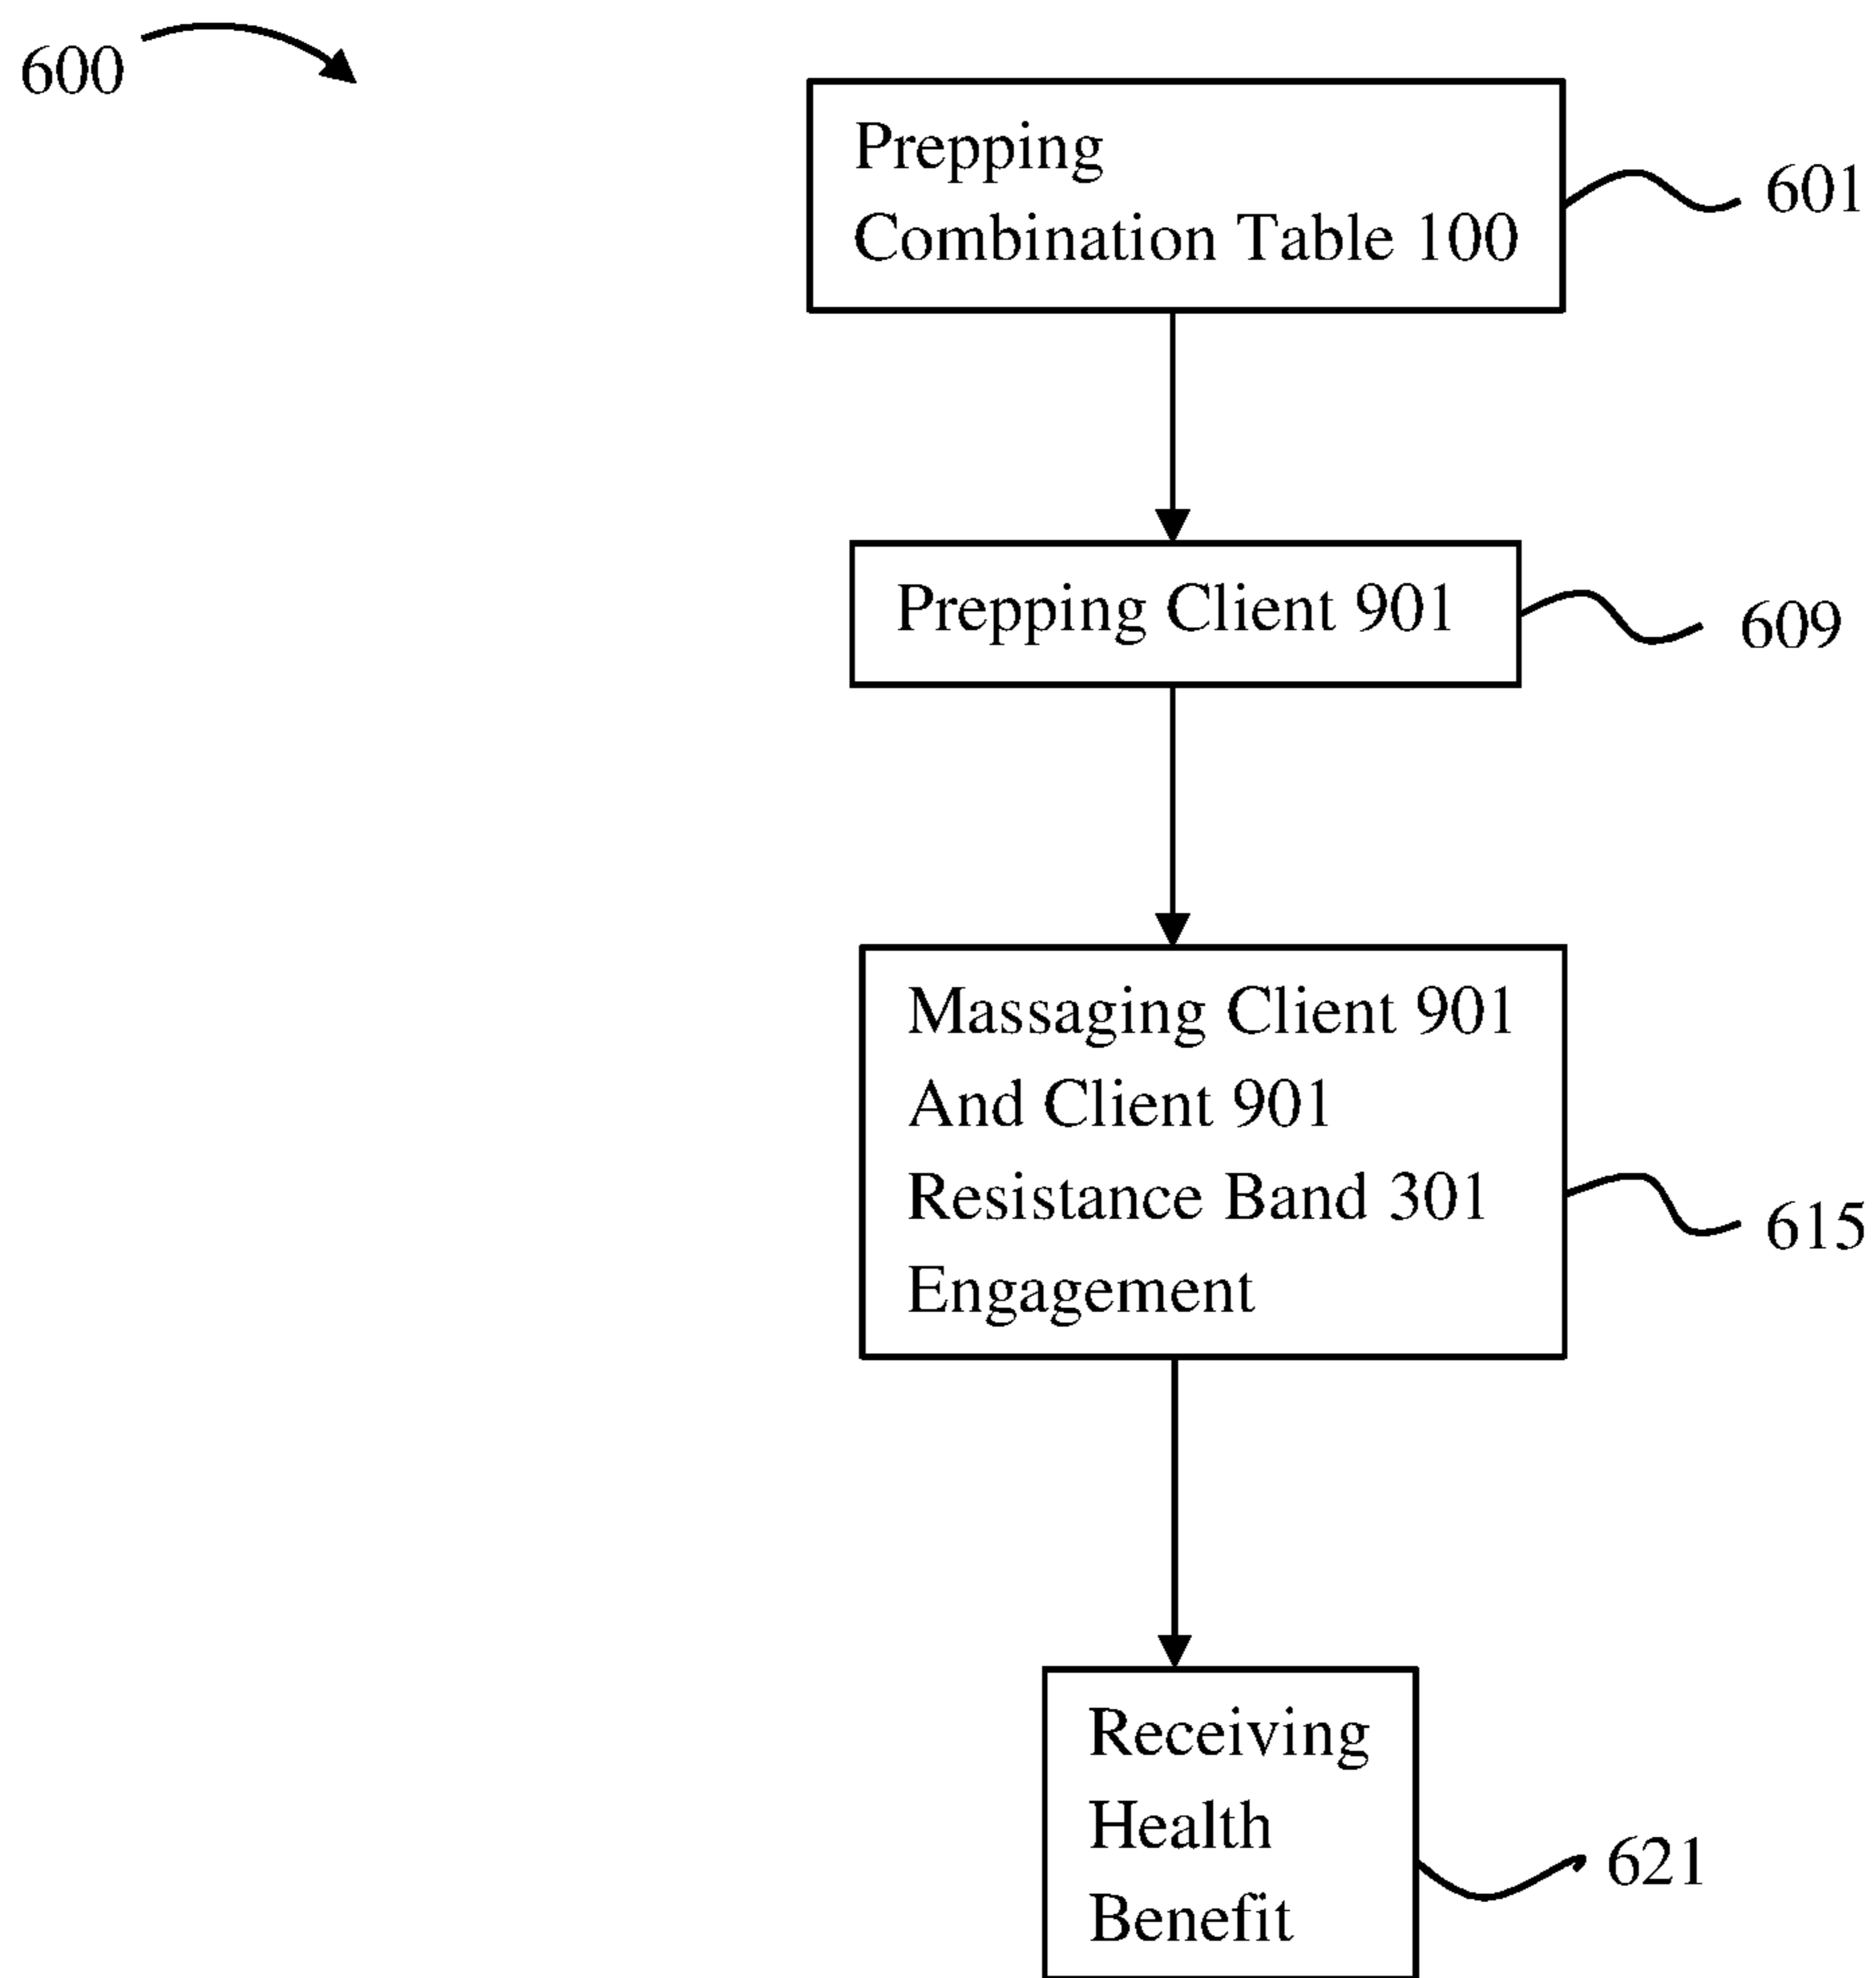 600
Prepping
Combination Table 100
601
Prepping Client 901
609
Massaging Client 901
And Client 901
Resistance Band 301
Engagement
615
Receiving
Health
Benefit
621